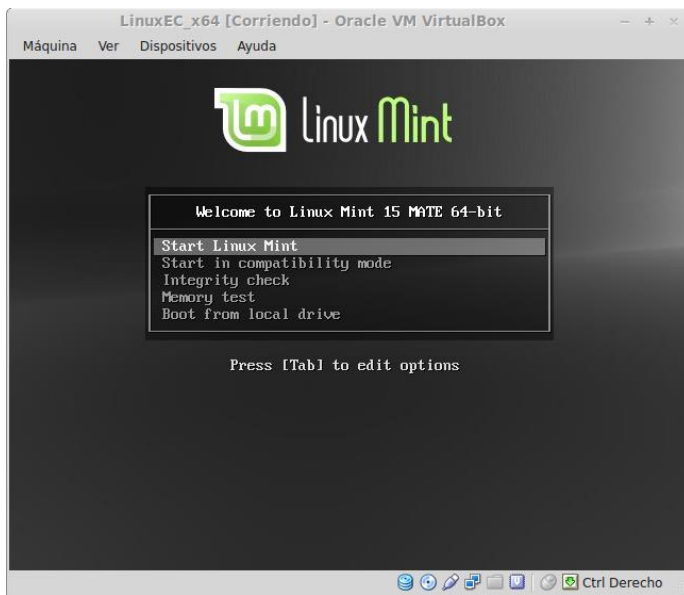 LinuxEC_x64 [Corriendo] - Oracle VM VirtualBox
Máquina Ver Dispositivos Ayuda
Linux Mint
Welcome to Linux Mint 15 MATE 64-bit
Start Linux Mint
Start in compatibility mode
Integrity check
Memory test
Boot from local drive
Press [Tab] to edit options
Ctrl Derecho